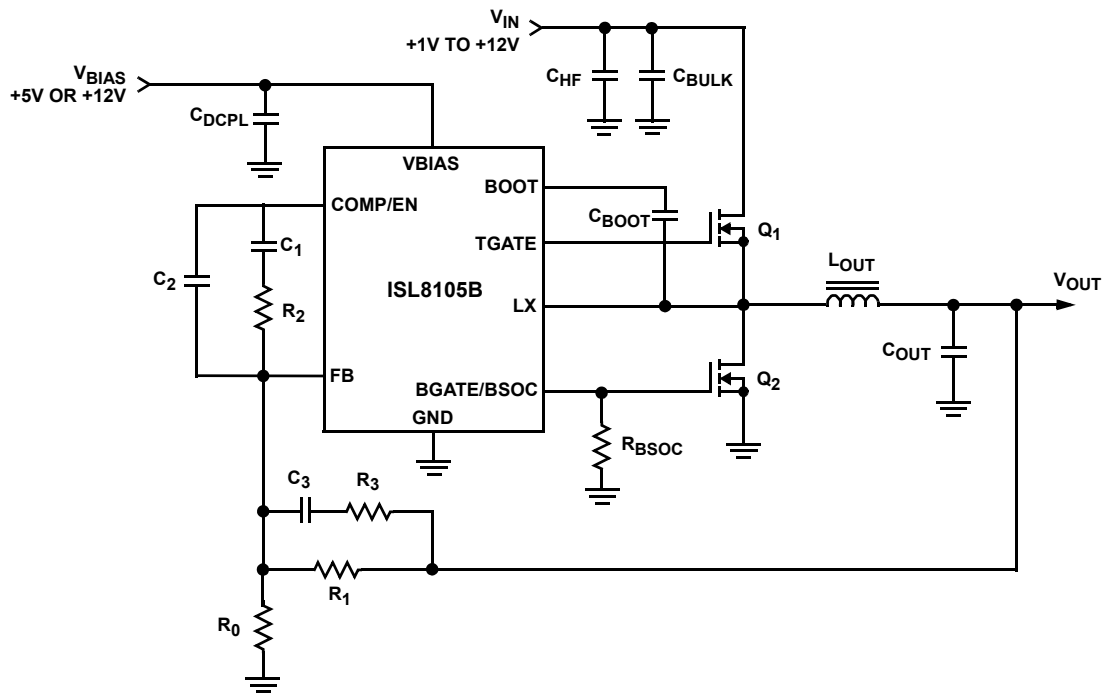 VIN
+1V TO +12V
VBIAS
+5V OR +12V
CHF
CBULK
CDCPL
VBIAS
BOOT
COMP/EN
CBOOT
Q1
TGATE
C1
C2
LOUT
ISL8105B
VOUT
R2
LX
COUT
FB
Q2
BGATE/BSOC
GND
RBSOC
C3
R3
R1
R0